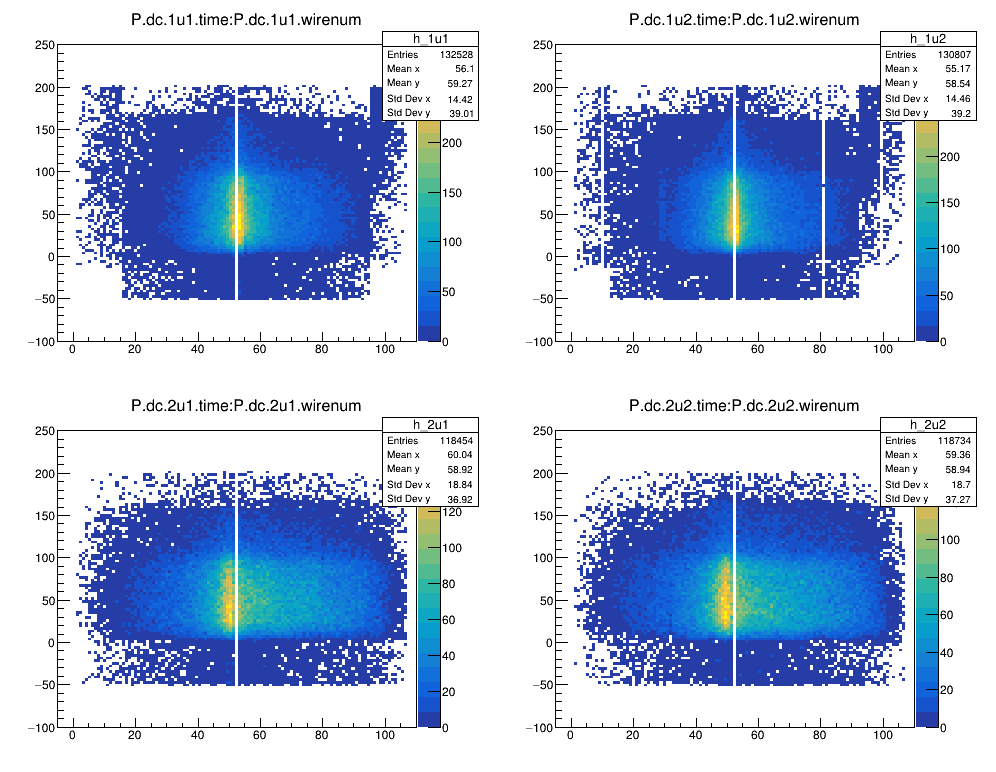 P.dc.1u1.time:P.dc.1u1.wirenum
h_1u1
Entries 132528
Mean x 56.1
Mean y 59.27
Std Dev x 14.42
Std Dev y 39.01
250
200
150
100
50
0
−50
−100
0 20 40 60 80 100
200
150
100
50
0
P.dc.1u2.time:P.dc.1u2.wirenum
h_1u2
Entries 130807
Mean x 55.17
Mean y 58.54
Std Dev x 14.46
Std Dev y 39.2
250
200
150
100
50
0
−50
−100
0 20 40 60 80 100
200
150
100
50
0
P.dc.2u1.time:P.dc.2u1.wirenum
h_2u1
Entries 118454
Mean x 60.04
Mean y 58.92
Std Dev x 18.84
Std Dev y 36.92
250
200
150
100
50
0
−50
−100
0 20 40 60 80 100
120
100
80
60
40
20
0
P.dc.2u2.time:P.dc.2u2.wirenum
h_2u2
Entries 118734
Mean x 59.36
Mean y 58.94
Std Dev x 18.7
Std Dev y 37.27
250
200
150
100
50
0
−50
−100
0 20 40 60 80 100
100
80
60
40
20
0